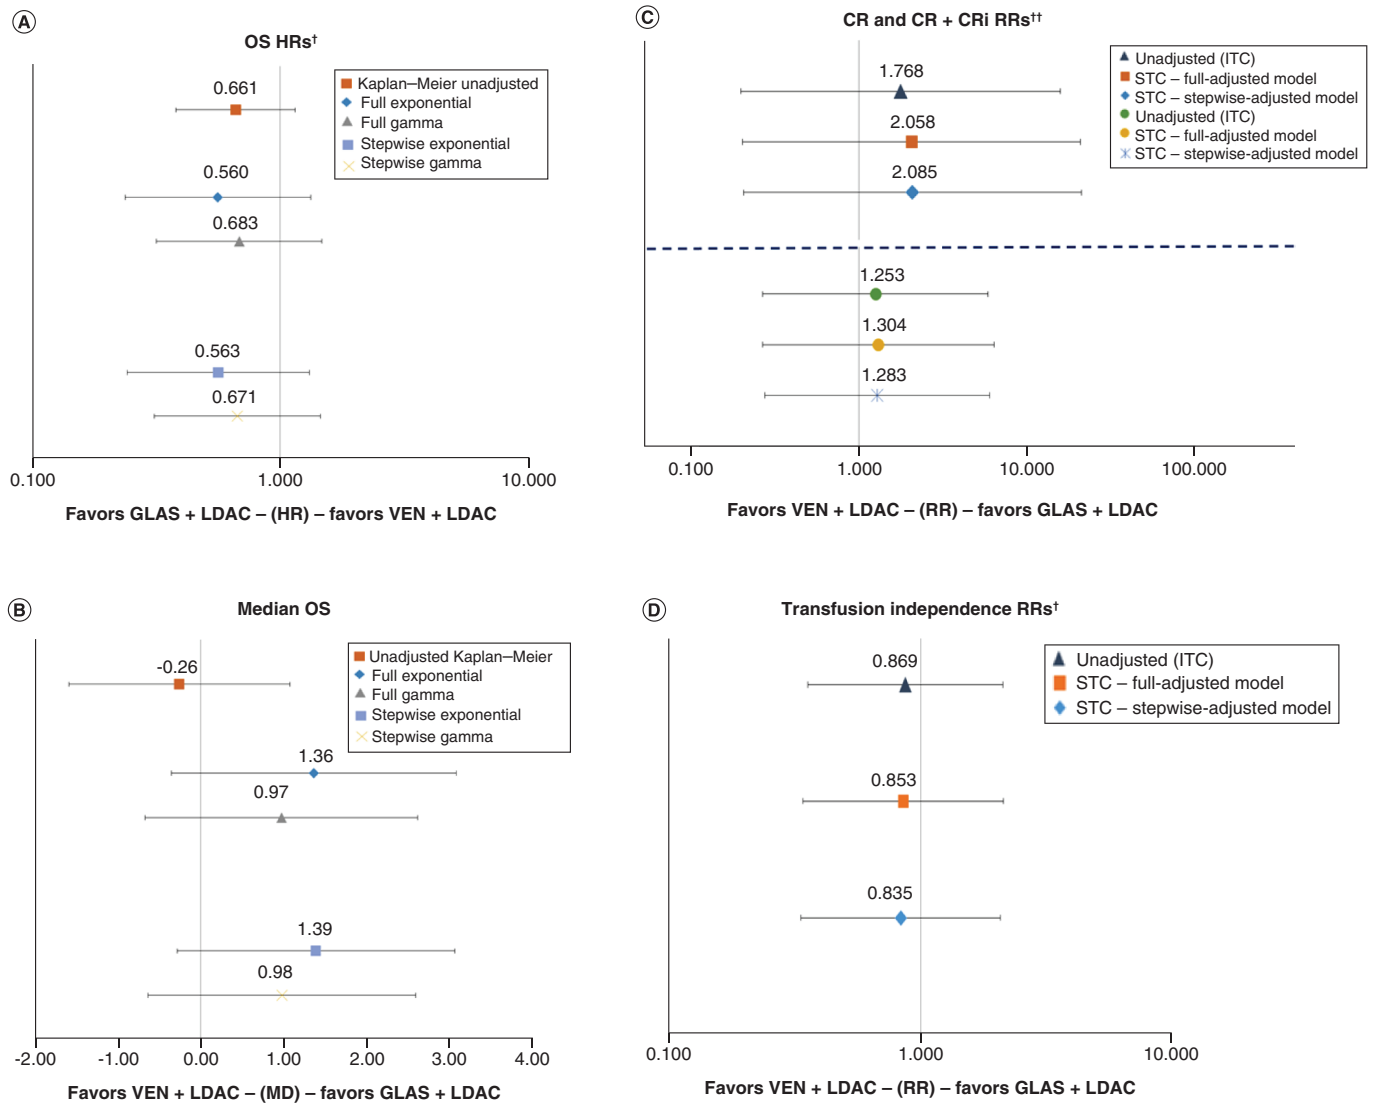 A
OS HRs†
Kaplan–Meier unadjusted
Full exponential
Full gamma
Stepwise exponential
Stepwise gamma
0.661
0.560
0.683
0.563
0.671
0.100
1.000
10.000
Favors GLAS + LDAC – (HR) – favors VEN + LDAC
C
CR and CR + CRi RRs††
Unadjusted (ITC)
STC – full-adjusted model
STC – stepwise-adjusted model
Unadjusted (ITC)
STC – full-adjusted model
STC – stepwise-adjusted model
1.768
2.058
2.085
1.253
1.304
1.283
0.100
1.000
10.000
100.000
Favors VEN + LDAC – (RR) – favors GLAS + LDAC
B
Median OS
Unadjusted Kaplan–Meier
Full exponential
Full gamma
Stepwise exponential
Stepwise gamma
-0.26
1.36
0.97
1.39
0.98
-2.00
-1.00
0.00
1.00
2.00
3.00
4.00
Favors VEN + LDAC – (MD) – favors GLAS + LDAC
D
Transfusion independence RRs†
Unadjusted (ITC)
STC – full-adjusted model
STC – stepwise-adjusted model
0.869
0.853
0.835
0.100
1.000
10.000
Favors VEN + LDAC – (RR) – favors GLAS + LDAC